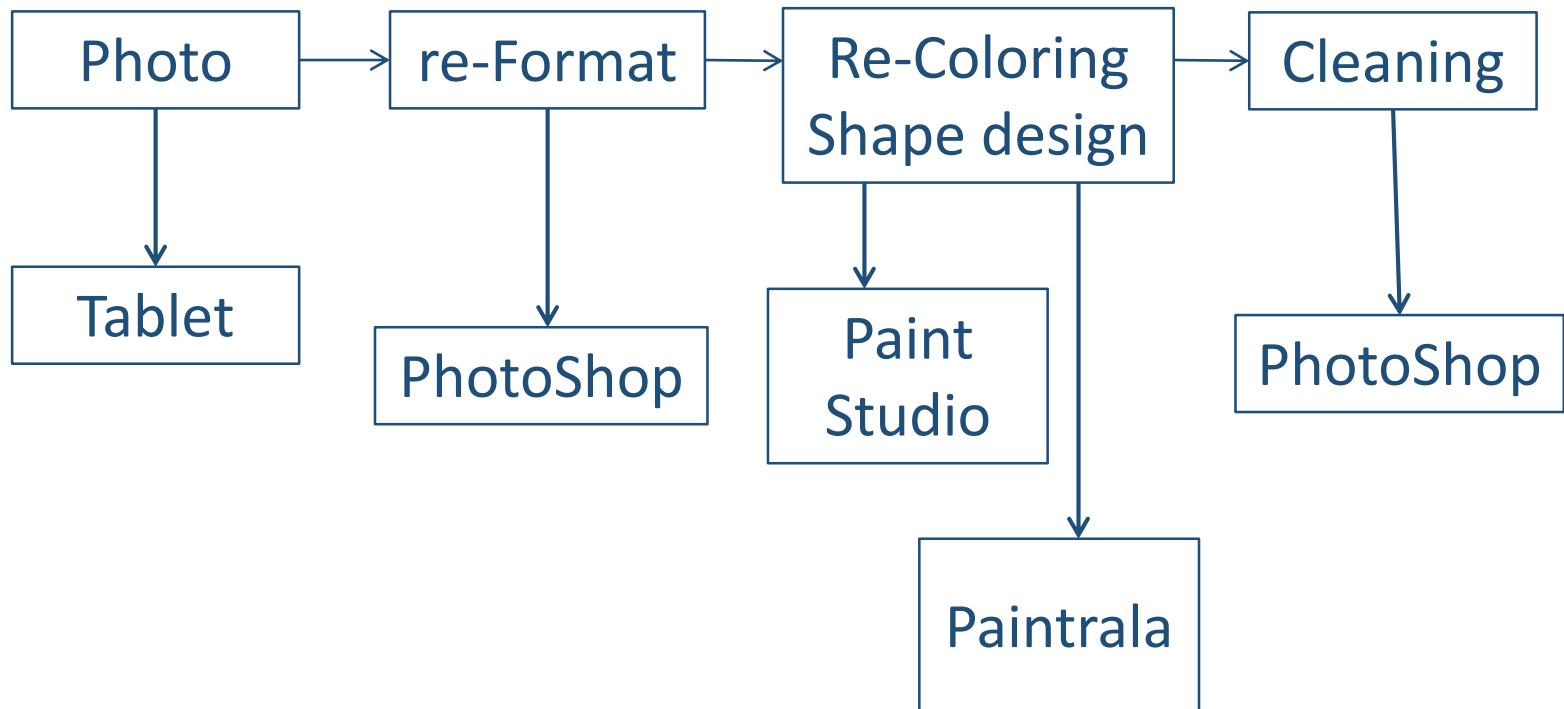 Photo
re-Format
Re-Coloring
Shape design
Cleaning
Tablet
PhotoShop
Paint
Studio
PhotoShop
Paintrala